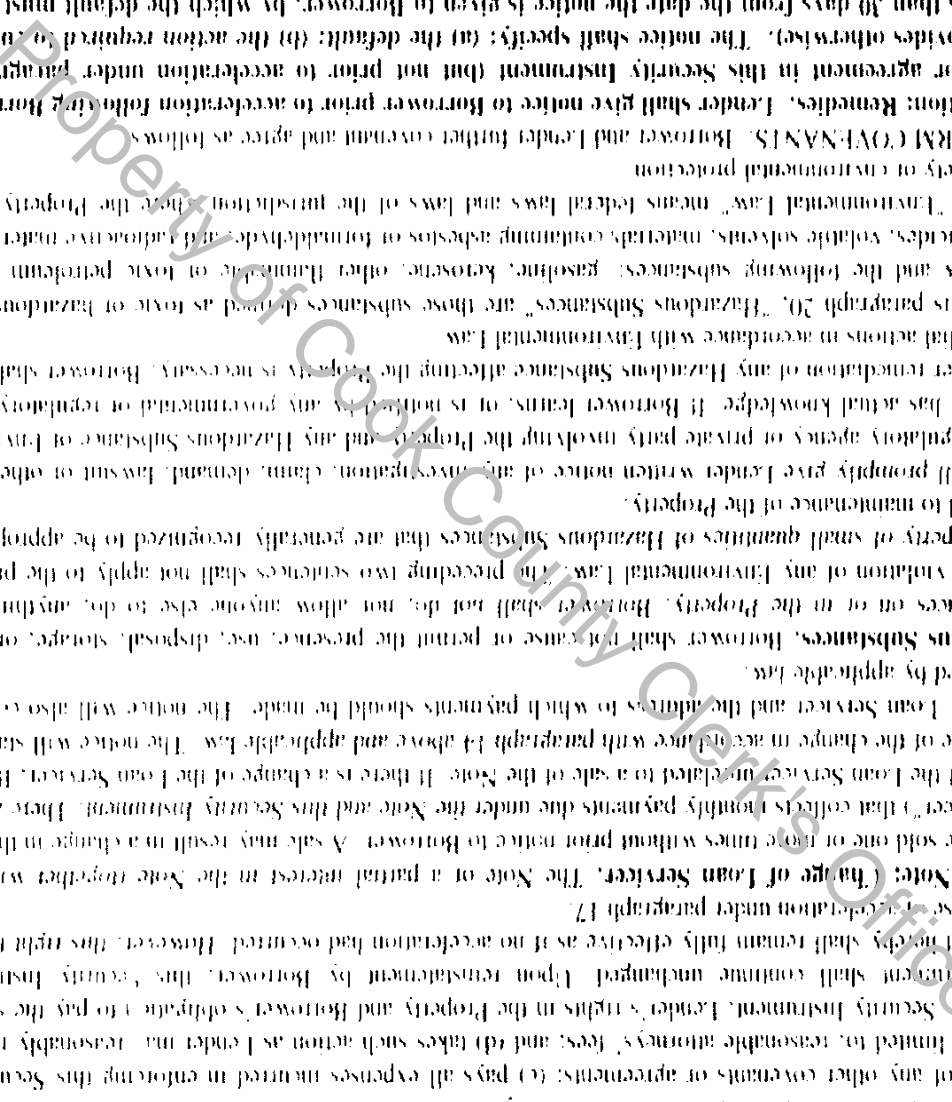 of any other covenants or agreements; (c) pays all expenses incurred in enforcing this Secu
limited to, reasonable attorneys' fees; and (d) takes such action as Lender may reasonably
Security Instrument, Lender's rights in the Property and Borrower's obligation to pay the s
rument shall continue unchanged. Upon reinstatement by Borrower, this Security Inst
hereby shall remain fully effective as if no acceleration had occurred. However, this right
se of acceleration under paragraph 17.
Note; Change of Loan Servicer. The Note or a partial interest in the Note (together wi
e sold one or more times without prior notice to Borrower. A sale may result in a change in th
cer") that collects monthly payments due under the Note and this Security Instrument. There
f the Loan Servicer unrelated to a sale of the Note. If there is a change of the Loan Servicer, B
e of the change in accordance with paragraph 14 above and applicable law. The notice will sta
Loan Servicer and the address to which payments should be made. The notice will also c
ed by applicable law.
us Substances. Borrower shall not cause or permit the presence, use, disposal, storage, or
nces on or in the Property. Borrower shall not do, nor allow anyone else to do, anythin
violation of any Environmental Law. The preceding two sentences shall not apply to the p
perty of small quantities of Hazardous Substances that are generally recognized to be approp
d to maintenance of the Property.
ll promptly give Lender written notice of any investigation, claim, demand, lawsuit or othe
gulatory agency or private party involving the Property and any Hazardous Substance or Env
has actual knowledge. If Borrower learns, or is notified by any governmental or regulatory
er remediation of any Hazardous Substance affecting the Property is necessary, Borrower shal
dial actions in accordance with Environmental Law.
is paragraph 20, "Hazardous Substances" are those substances defined as toxic or hazardous
s and the following substances: gasoline, kerosene, other flammable or toxic petroleum
icides, volatile solvents, materials containing asbestos or formaldehyde, and radioactive mater
"Environmental Law" means federal laws and laws of the jurisdiction where the Property
ety or environmental protection.
RM COVENANTS. Borrower and Lender further covenant and agree as follows
tion; Remedies. Lender shall give notice to Borrower prior to acceleration following Borr
or agreement in this Security Instrument (but not prior to acceleration under paragr
ovides otherwise). The notice shall specify: (a) the default; (b) the action required to cu
than 30 days from the date the notice is given to Borrower, by which the default must
Property of Cook County Clerk's Office